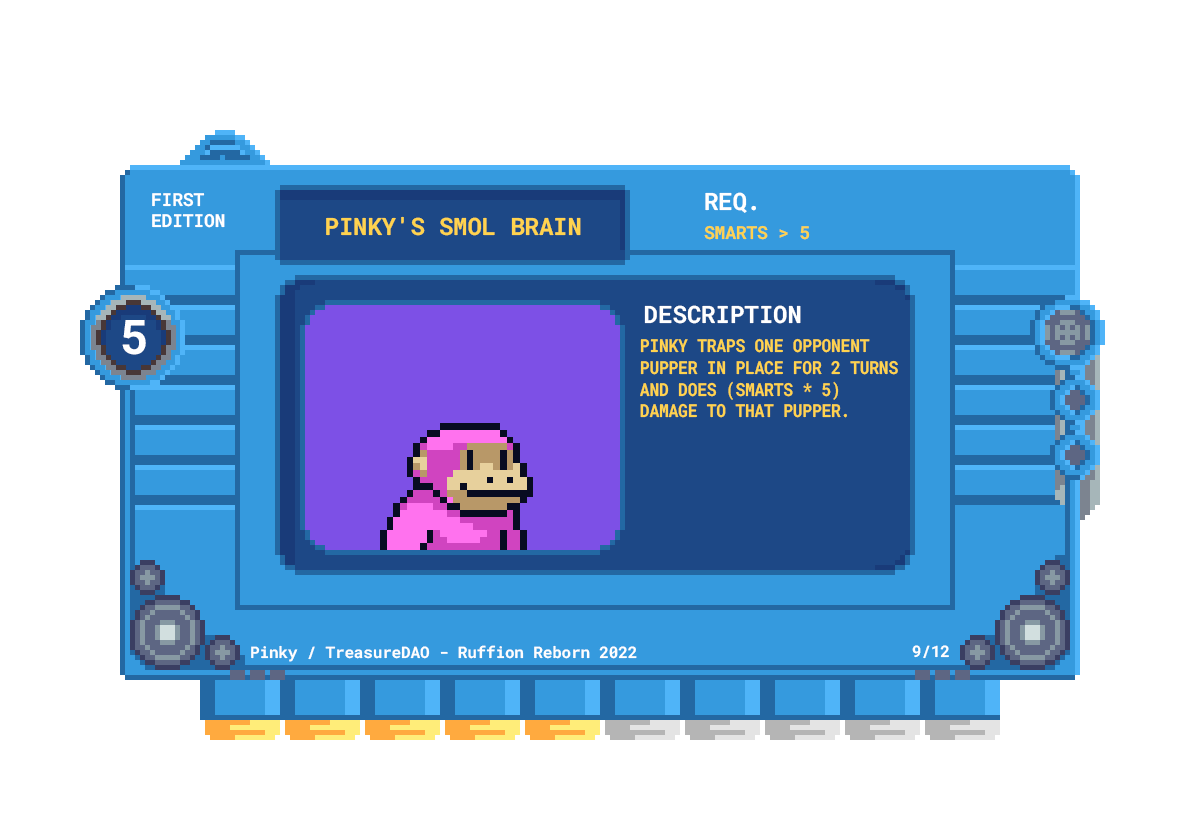 FIRST
EDITION
PINKY'S SMOL BRAIN
REQ.
SMARTS > 5
5
DESCRIPTION
PINKY TRAPS ONE OPPONENT
PUPPER IN PLACE FOR 2 TURNS
AND DOES (SMARTS * 5)
DAMAGE TO THAT PUPPER.
Pinky / TreasureDAO - Ruffion Reborn 2022
9/12